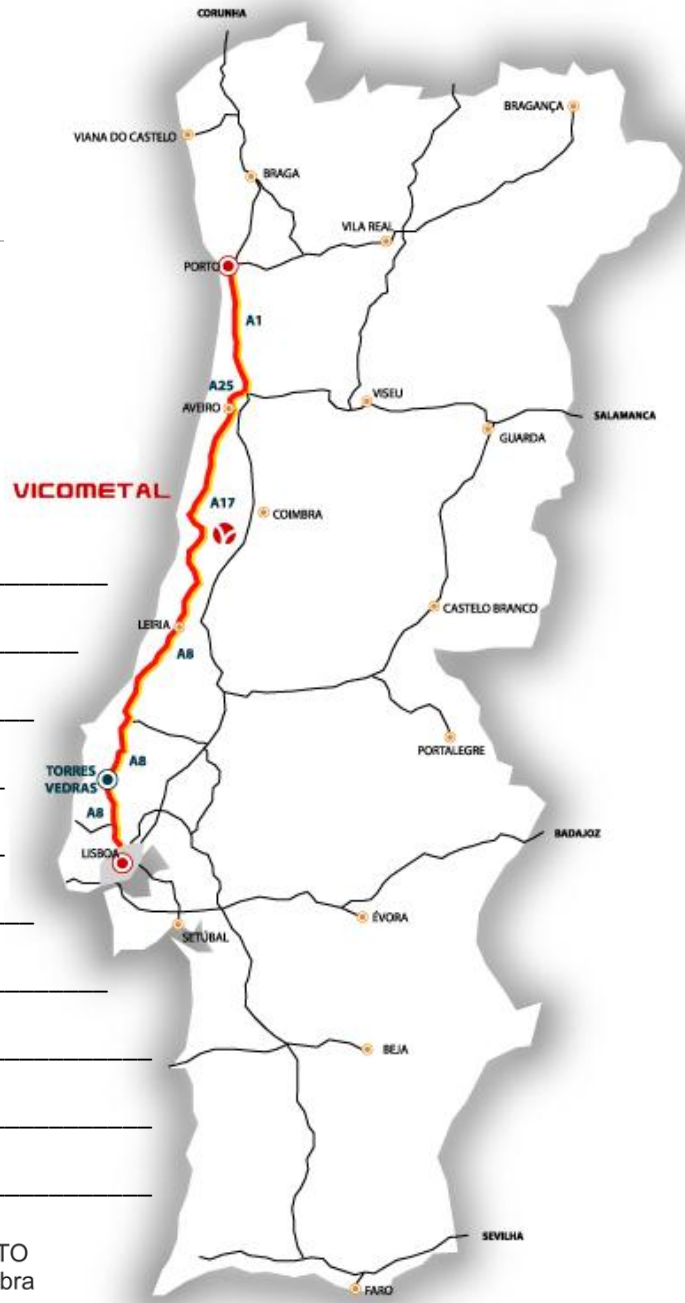 CORUNHA
BRAGANÇA
VIANA DO CASTELO
BRAGA
VILA REAL
PORTO
A1
A25
AVEIRO
VISEU
SALAMANCA
GUARDA
VICOMETAL
A17
COIMBRA
CASTELO BRANCO
LEIRIA
A8
PORTALEGRE
TORRES
VEDRAS
A8
A8
BADAJOZ
LISBOA
ÉVORA
SETÚBAL
BEJA
SEVILHA
TO
bra
FARO